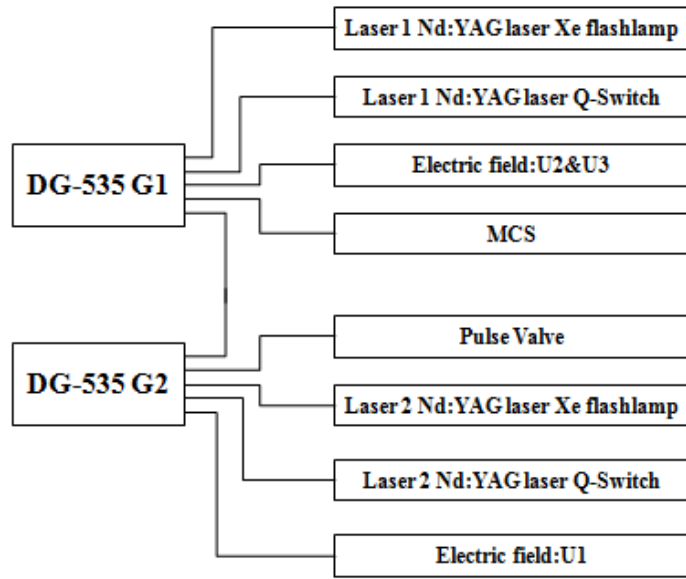 Laser 1 Nd:YAG laser Xe flashlamp
Laser 1 Nd:YAG laser Q-Switch
DG-535 G1
Electric field:U2&U3
MCS
Pulse Valve
DG-535 G2
Laser 2 Nd:YAG laser Xe flashlamp
Laser 2 Nd:YAG laser Q-Switch
Electric field:U1